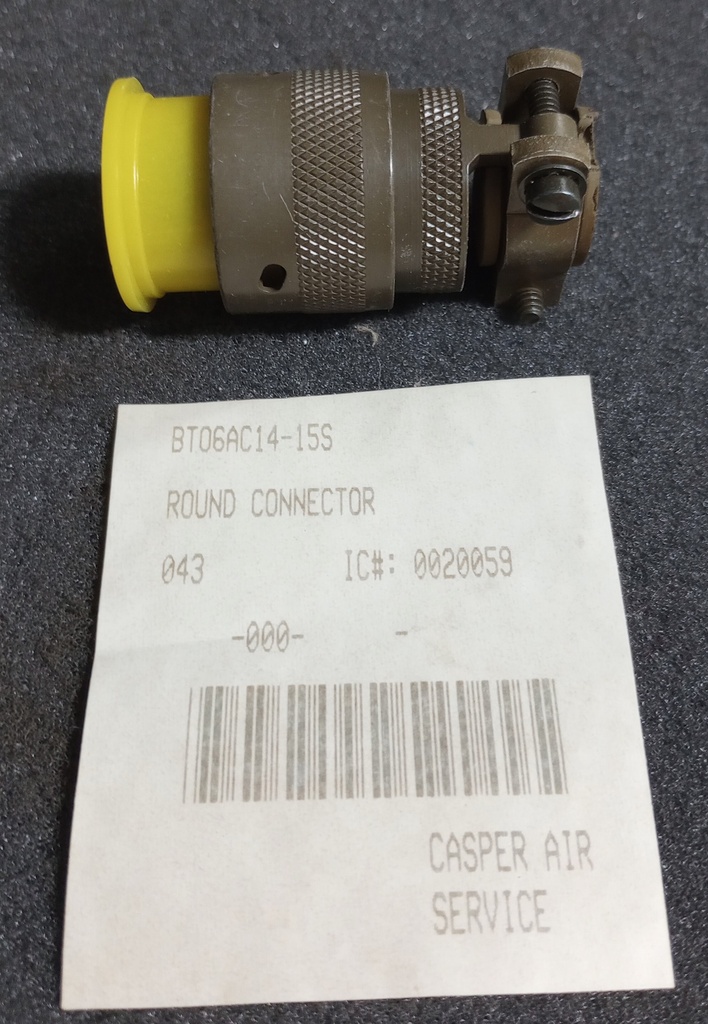 BT06AC14-15S
ROUND CONNECTOR
043 IC#: 0020059
-000- -
CASPER AIR
SERVICE